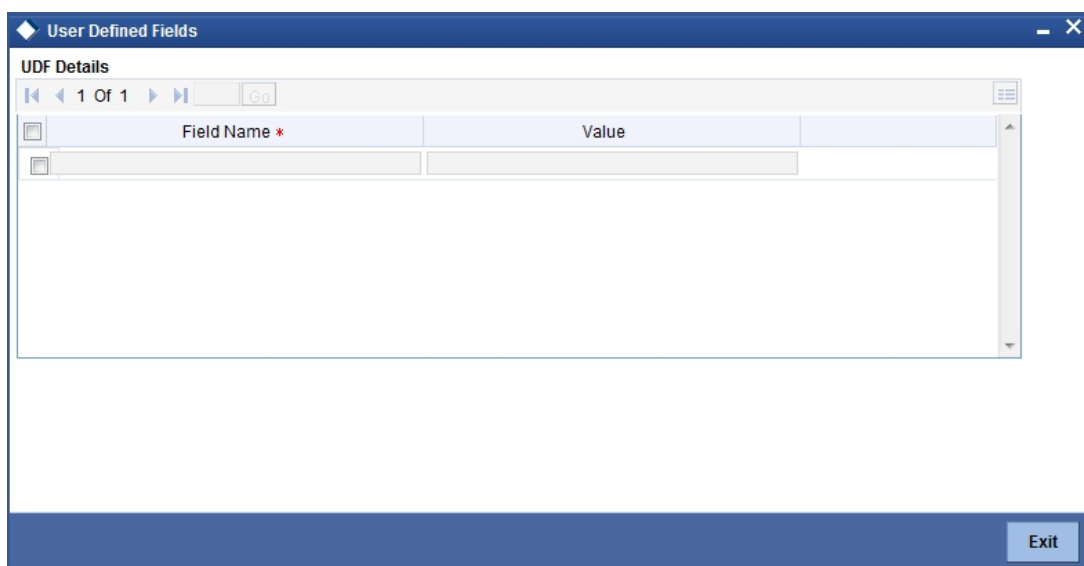 User Defined Fields
UDF Details
1 Of 1 Go
Field Name * Value
Exit